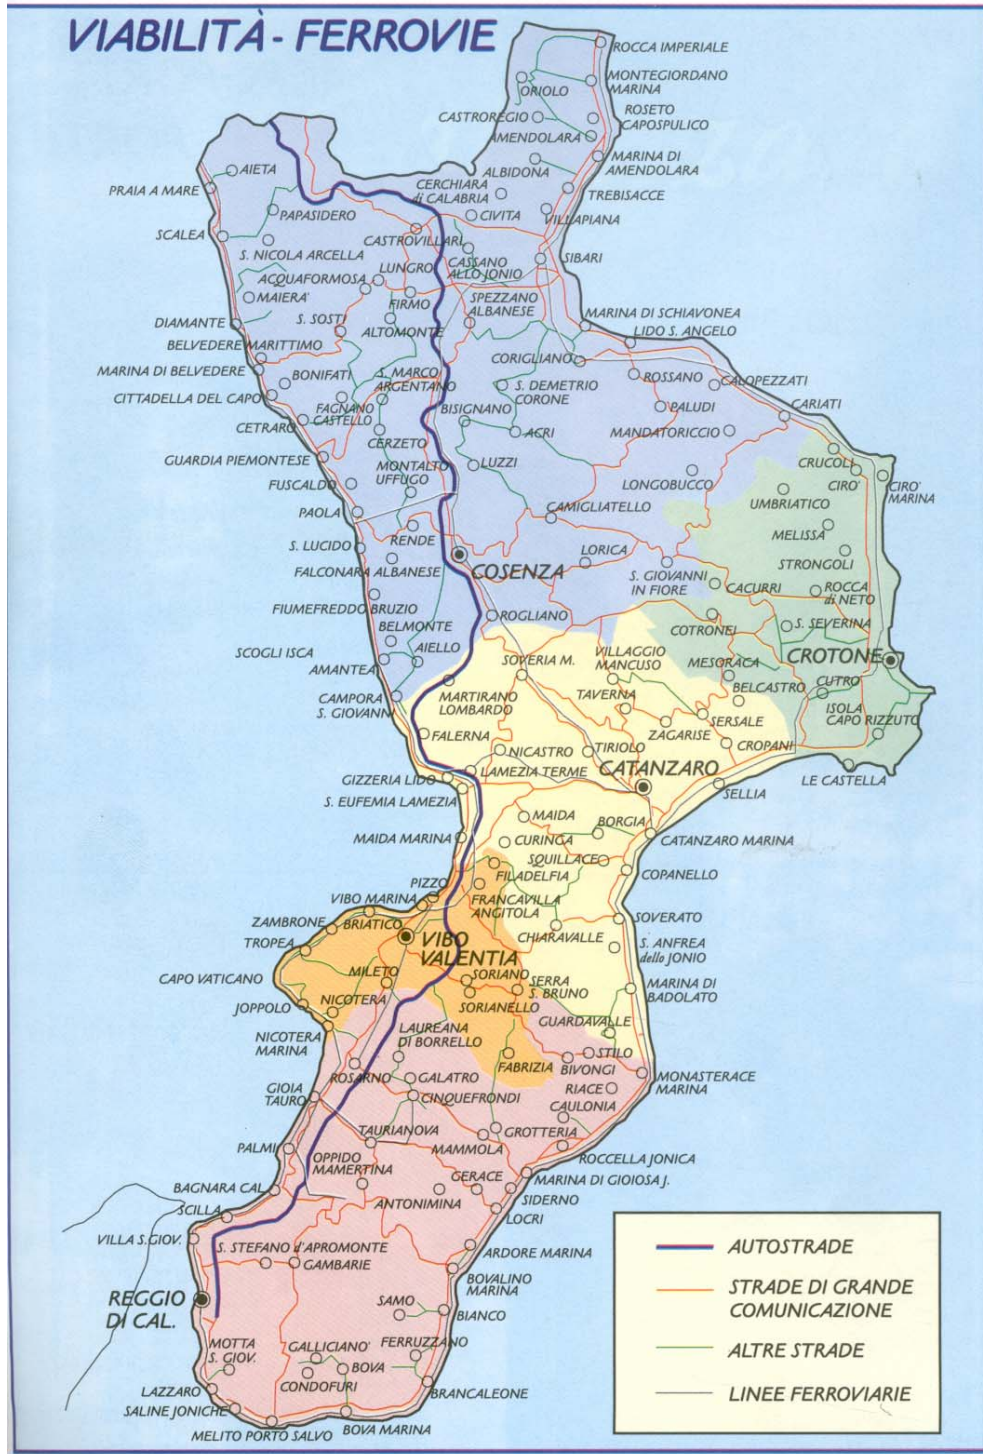 VIABILITÀ - FERROVIE
ROCCA IMPERIALE
ORIOLO
MONTEGIORDANO
MARINA
CASTROREGIO
ROSETO
CAPOSPULICO
AMENDOLARA
ALBIDONA
MARINA DI
AMENDOLARA
AIETA
PRAIA A MARE
CERCHIARA
di CALABRIA
TREBISACCE
PAPASIDERO
CIVITA
VILLAPIANA
SCALEA
CASTROVILLARI
S. NICOLA ARCELLA
CASSANO
ALLO JONIO
SIBARI
LUNGRO
ACQUAFORMOSA
MAIERA'
FIRMO
SPEZZANO
ALBANESE
DIAMANTE
S. SOSTI
ALTOMONTE
MARINA DI SCHIAVONEA
LIDO S. ANGELO
BELVEDERE MARITTIMO
CORIGLIANO
MARINA DI BELVEDERE
BONIFATI
S. MARCO
ARGENTANO
S. DEMETRIO
CORONE
ROSSANO
CALOPEZZATI
CITTADELLA DEL CAPO
FAGNANO
CASTELLO
BISIGNANO
PALUDI
CARIATI
CETRARO
CERZETO
ACRI
MANDATORICCIO
GUARDIA PIEMONTESE
MONTALTO
UFFUGO
LUZZI
CRUCOLI
FUSCALDO
LONGOBUCCO
CIRO'
CIRO'
MARINA
UMBRIATICO
PAOLA
CAMIGLIATELLO
MELISSA
RENDE
S. LUCIDO
LORICA
STRONGOLI
FALCONARA ALBANESE
COSENZA
S. GIOVANNI
IN FIORE
CACURRI
ROCCA
di NETO
FIUMEFREDDO BRUZIO
ROGLIANO
COTRONEI
S. SEVERINA
BELMONTE
SCOGLI ISCA
AIELLO
SOVERIA M.
VILLAGGIO
MANCUSO
MESORACA
CROTONE
AMANTEA
CAMPORA
S. GIOVANNI
MARTIRANO
LOMBARDO
TAVERNA
BELCASTRO
CUTRO
ISOLA
CAPO RIZZUTO
SERSALE
FALERNA
ZAGARISE
NICASTRO
TIRIOLO
CROPANI
GIZZERIA LIDO
LAMEZIA TERME
CATANZARO
LE CASTELLA
S. EUFEMIA LAMEZIA
SELLIA
MAIDA
BORGIA
MAIDA MARINA
CURINGA
CATANZARO MARINA
SQUILLACE
FILADELFIA
COPANELLO
PIZZO
VIBO MARINA
FRANCAVILLA
ANGITOLA
ZAMBRONE
BRIATICO
SOVERATO
TROPEA
VIBO
VALENTIA
CHIARAVALLE
S. ANFREA
dello JONIO
CAPO VATICANO
MILETO
SORIANO
SERRA
S. BRUNO
MARINA DI
BADOLATO
JOPPOLO
NICOTERA
SORIANELLO
NICOTERA
MARINA
LAUREANA
DI BORRELLO
GUARDAVALLE
STILO
ROSARNO
FABRIZIA
BIVONGI
MONASTERACE
MARINA
GIOIA
TAURO
GALATRO
RIACE
CINQUEFRONDI
CAULONIA
TAURIANOVA
GROTTERIA
PALMI
MAMMOLA
ROCCELLA JONICA
OPPIDO
MAMERTINA
GERACE
MARINA DI GIOIOSA J.
BAGNARA CAL.
ANTONIMINA
SIDERNO
SCILLA
LOCRI
VILLA S.GIOV.
S. STEFANO d'APROMONTE
GAMBARIE
ARDORE MARINA
BOVALINO
MARINA
REGGIO
DI CAL.
SAMO
BIANCO
MOTTA
S. GIOV.
GALLICIANO'
FERRUZZANO
BOVA
LAZZARO
CONDOFURI
BRANCALEONE
SALINE JONICHE
MELITO PORTO SALVO
BOVA MARINA
AUTOSTRADE
STRADE DI GRANDE
COMUNICAZIONE
ALTRE STRADE
LINEE FERROVIARIE